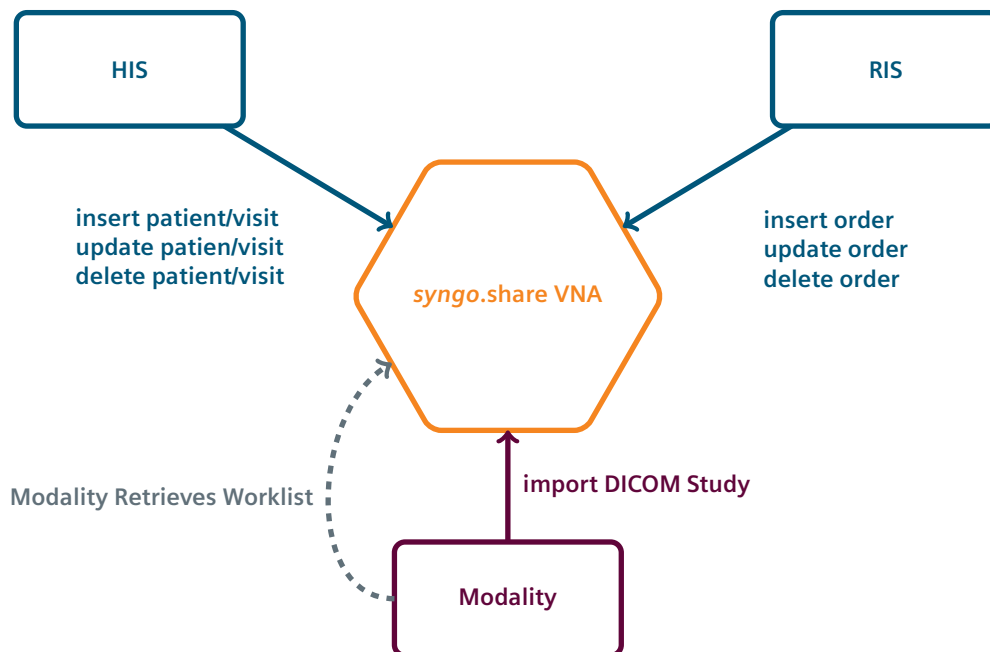 HIS
RIS
insert patient/visit
update patien/visit
delete patient/visit
insert order
update order
delete order
syngo.share VNA
Modality Retrieves Worklist
import DICOM Study
Modality